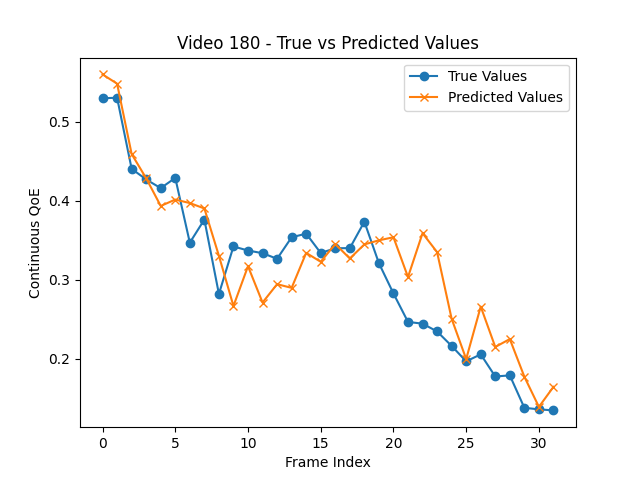 Video 180 - True vs Predicted Values
True Values
Predicted Values
Continuous QoE
0.5
0.4
0.3
0.2
0 5 10 15 20 25 30
Frame Index